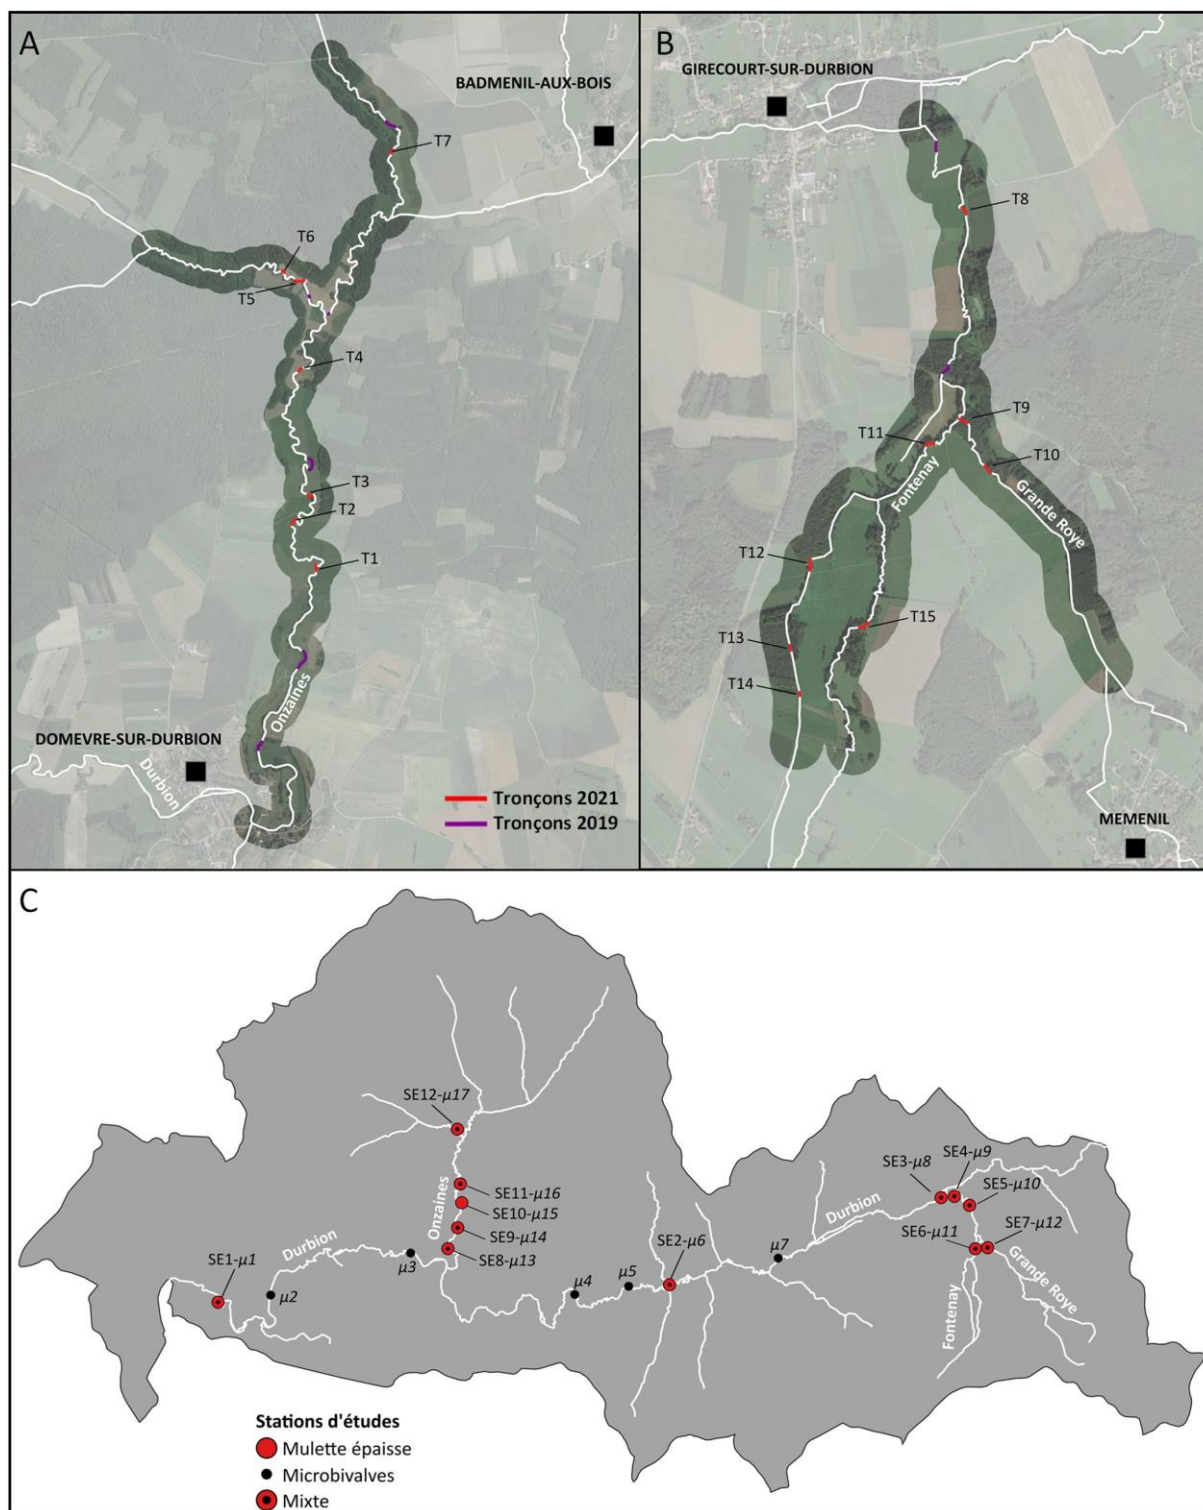 A
BADMENIL-AUX-BOIS
T7
T6
T5
T4
T3
T2
T1
Onzaines
DOMEVRE-SUR-DURBION
Durbion
Tronçons 2021
Tronçons 2019
B
GIRECOURT-SUR-DURBION
T8
T9
T11
T10
Fontenay
Grande Roye
T12
T15
T13
T14
MEMENIL
C
SE12-µ17
SE4-µ9
SE3-µ8
SE11-µ16
SE5-µ10
Onzaines
SE10-µ15
Durbion
SE9-µ14
SE6-µ11
SE7-µ12
Durbion
SE8-µ13
SE2-µ6
µ7
µ3
SE1-µ1
µ5
µ4
µ2
Grande Roye
Fontenay
Stations d'études
Mulette épaisse
Microbivalves
Mixte